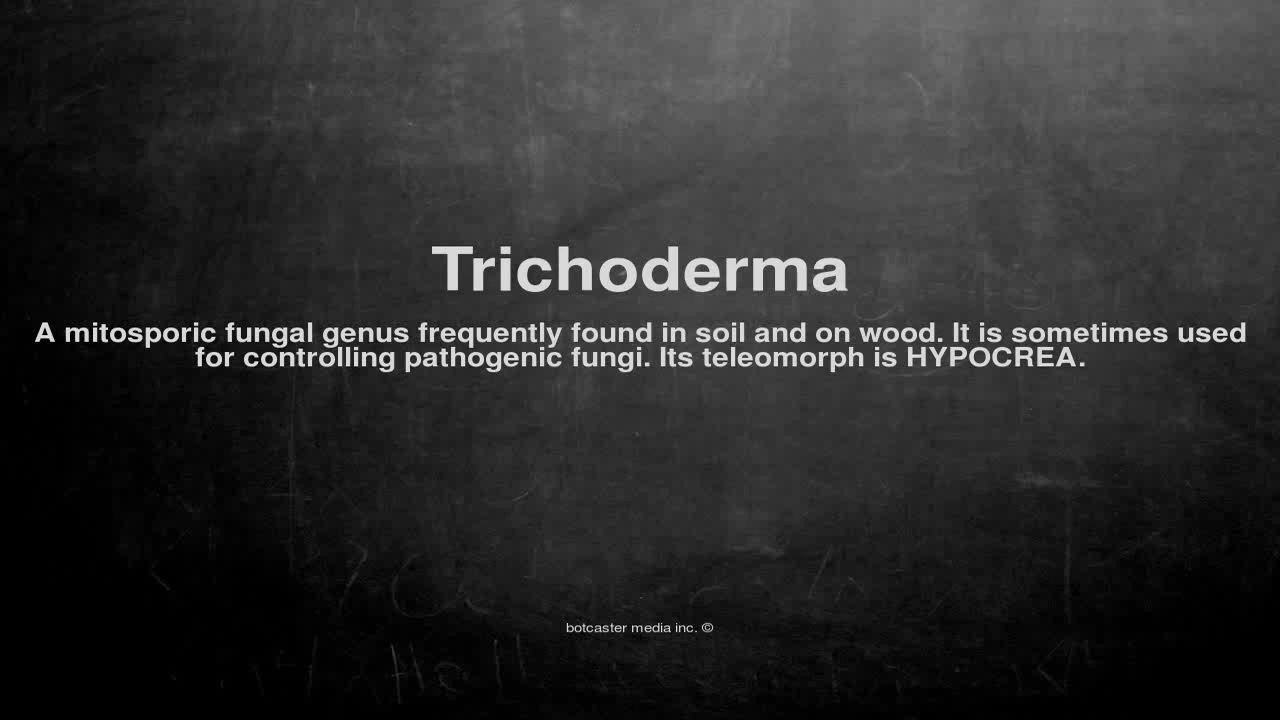 Trichoderma
A mitosporic fungal genus frequently found in soil and on wood. It is sometimes used
for controlling pathogenic fungi. Its teleomorph is HYPOCREA.
botcaster media inc. ©